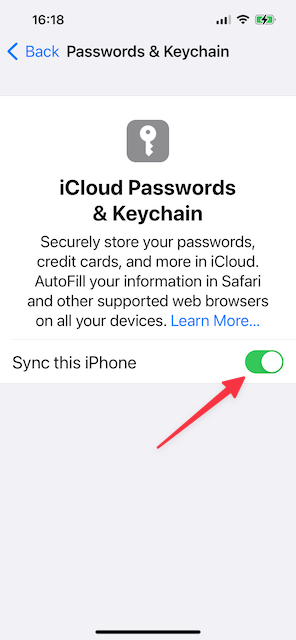 16:18
Back Passwords & Keychain
iCloud Passwords
& Keychain
Securely store your passwords,
credit cards, and more in iCloud.
AutoFill your information in Safari
and other supported web browsers
on all your devices. Learn More...
Sync this iPhone